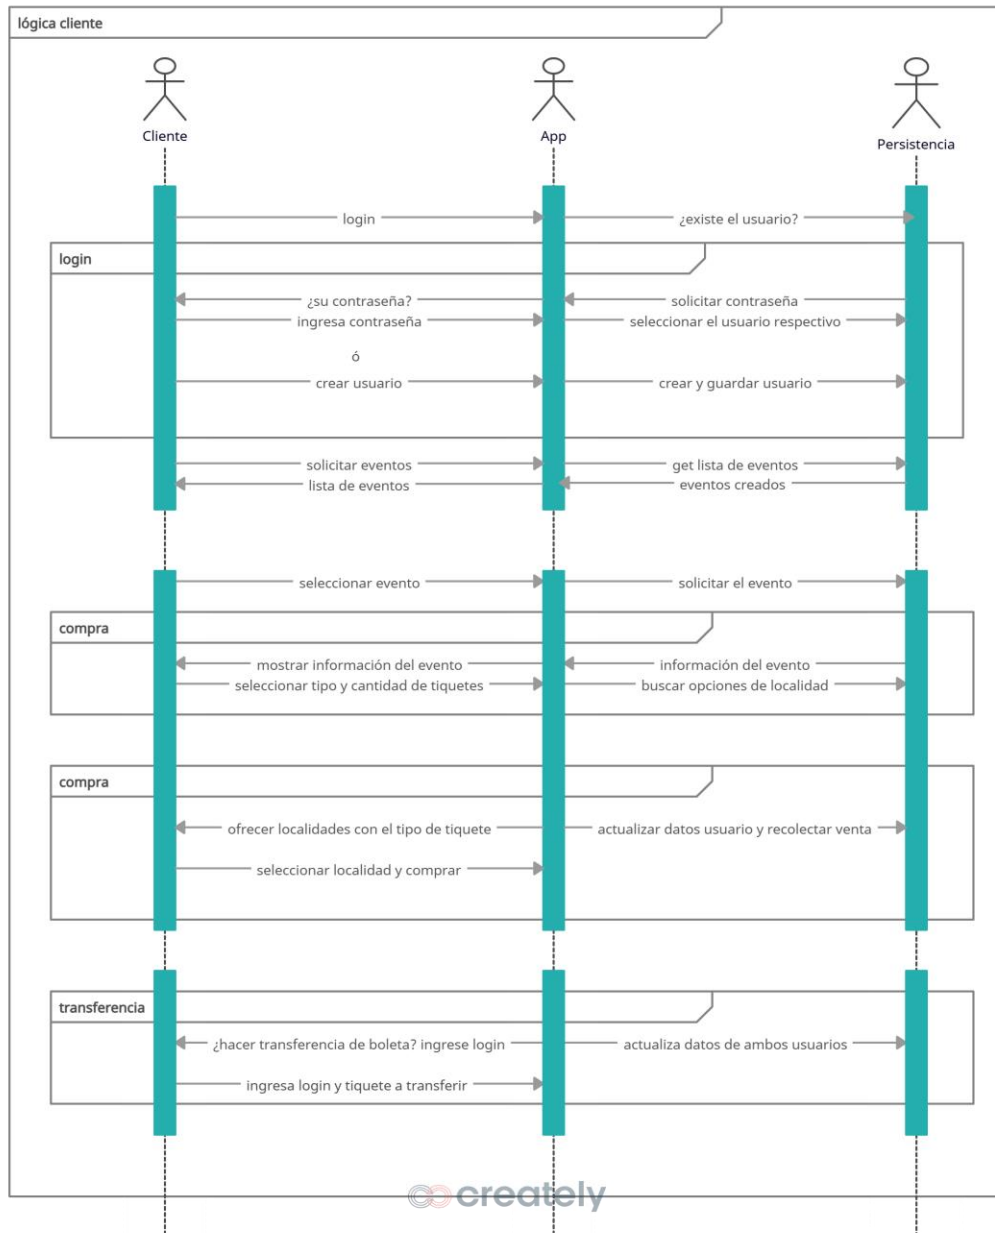 lógica cliente
Cliente
App
Persistencia
login
¿existe el usuario?
login
¿su contraseña?
solicitar contraseña
ingresa contraseña
seleccionar el usuario respectivo
ó
crear usuario
crear y guardar usuario
solicitar eventos
get lista de eventos
lista de eventos
eventos creados
seleccionar evento
solicitar el evento
compra
mostrar información del evento
información del evento
seleccionar tipo y cantidad de tiquetes
buscar opciones de localidad
compra
ofrecer localidades con el tipo de tiquete
actualizar datos usuario y recolectar venta
seleccionar localidad y comprar
transferencia
¿hacer transferencia de boleta? ingrese login
actualiza datos de ambos usuarios
ingresa login y tiquete a transferir
creately